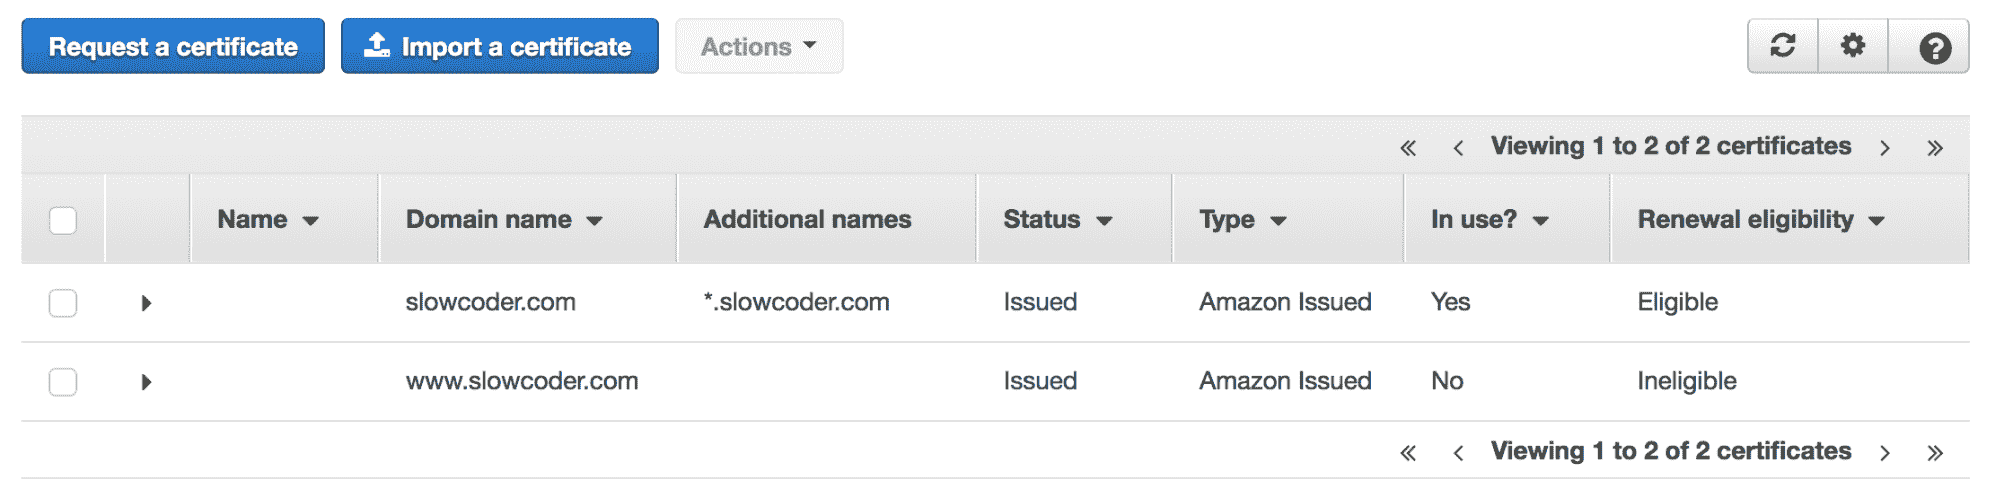 Request a certificate Import a certificate Actions
« ‹ Viewing 1 to 2 of 2 certificates › »
Name Domain name Additional names Status Type In use? Renewal eligibility
slowcoder.com *.slowcoder.com Issued Amazon Issued Yes Eligible
www.slowcoder.com Issued Amazon Issued No Ineligible
« ‹ Viewing 1 to 2 of 2 certificates › »